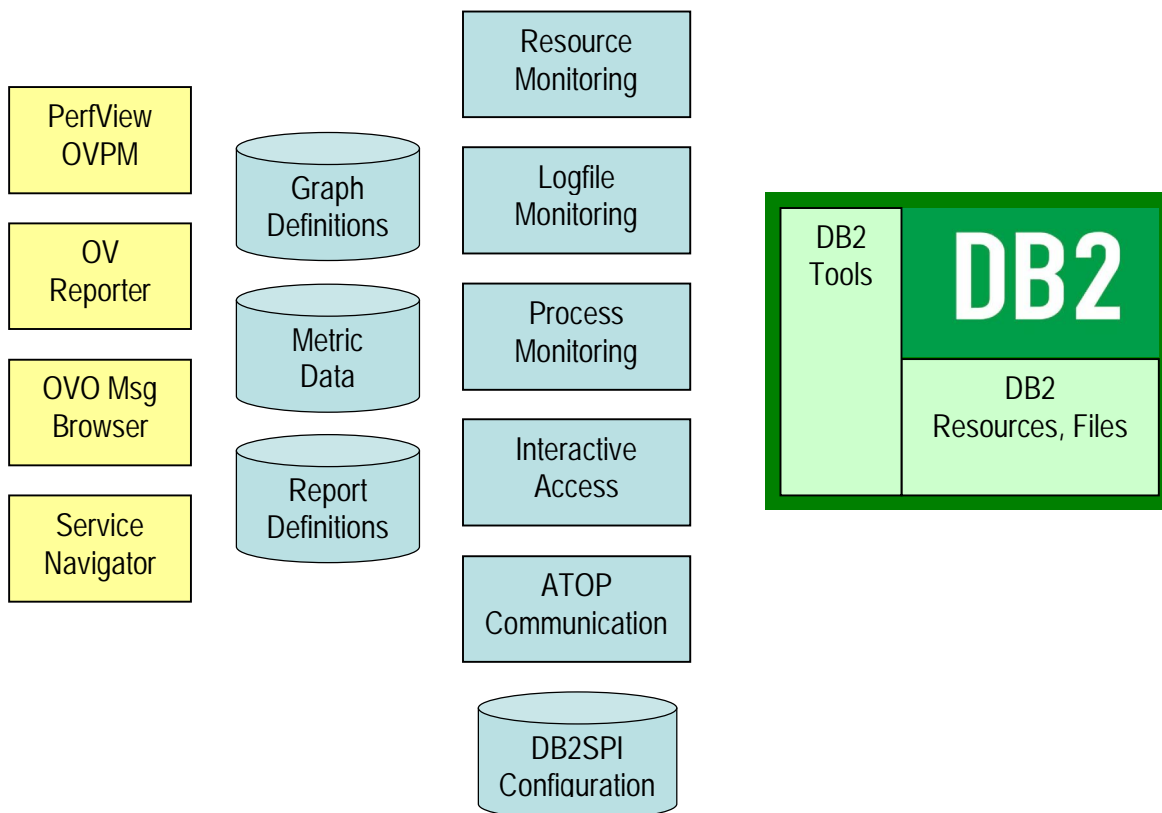 PerfView
OVPM
OV
Reporter
OVO Msg
Browser
Service
Navigator
Graph
Definitions
Metric
Data
Report
Definitions
Resource
Monitoring
Logfile
Monitoring
Process
Monitoring
Interactive
Access
ATOP
Communication
DB2SPI
Configuration
DB2
Tools
DB2
DB2
Resources, Files